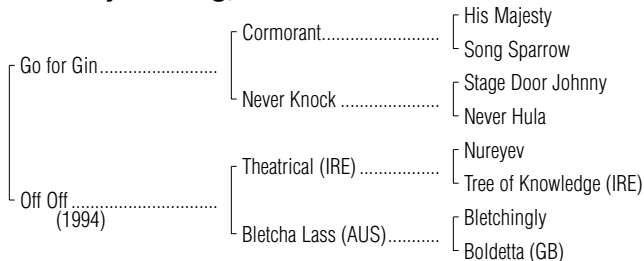 His Majesty
Cormorant......................
Song Sparrow
Go for Gin......................
Stage Door Johnny
Never Knock ..................
Never Hula
Nureyev
Theatrical (IRE) ...............
Tree of Knowledge (IRE)
Off Off ...........................
(1994)
Bletchingly
Bletcha Lass (AUS)..........
Boldetta (GB)